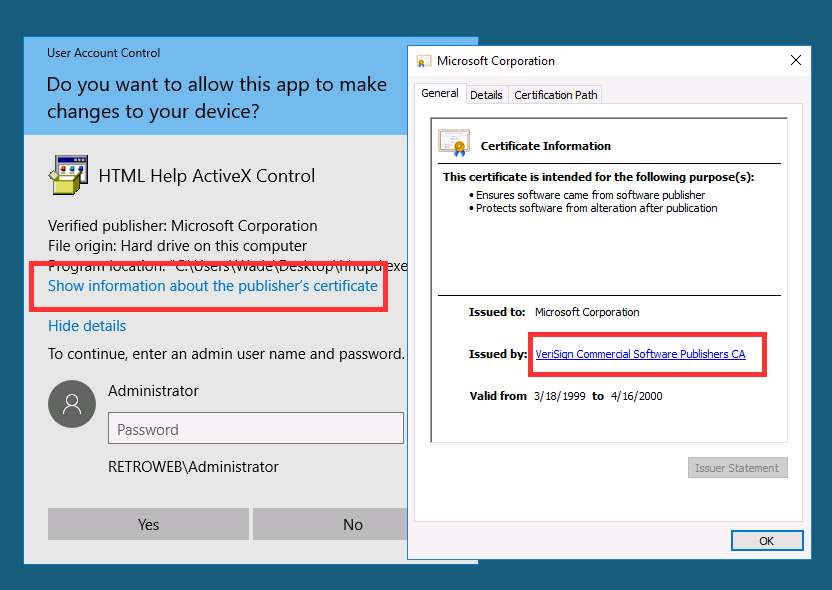 User Account Control
Do you want to allow this app to make
changes to your device?
HTML Help ActiveX Control
Verified publisher: Microsoft Corporation
File origin: Hard drive on this computer
Program location: "C:\Users\Wade\Desktop\hhupd.exe
Show information about the publisher's certificate
Hide details
To continue, enter an admin user name and password.
Administrator
Password
RETROWEB\Administrator
Yes
No
Microsoft Corporation
General
Details
Certification Path
Certificate Information
This certificate is intended for the following purpose(s):
• Ensures software came from software publisher
• Protects software from alteration after publication
Issued to: Microsoft Corporation
Issued by: VeriSign Commercial Software Publishers CA
Valid from 3/18/1999 to 4/16/2000
Issuer Statement
OK